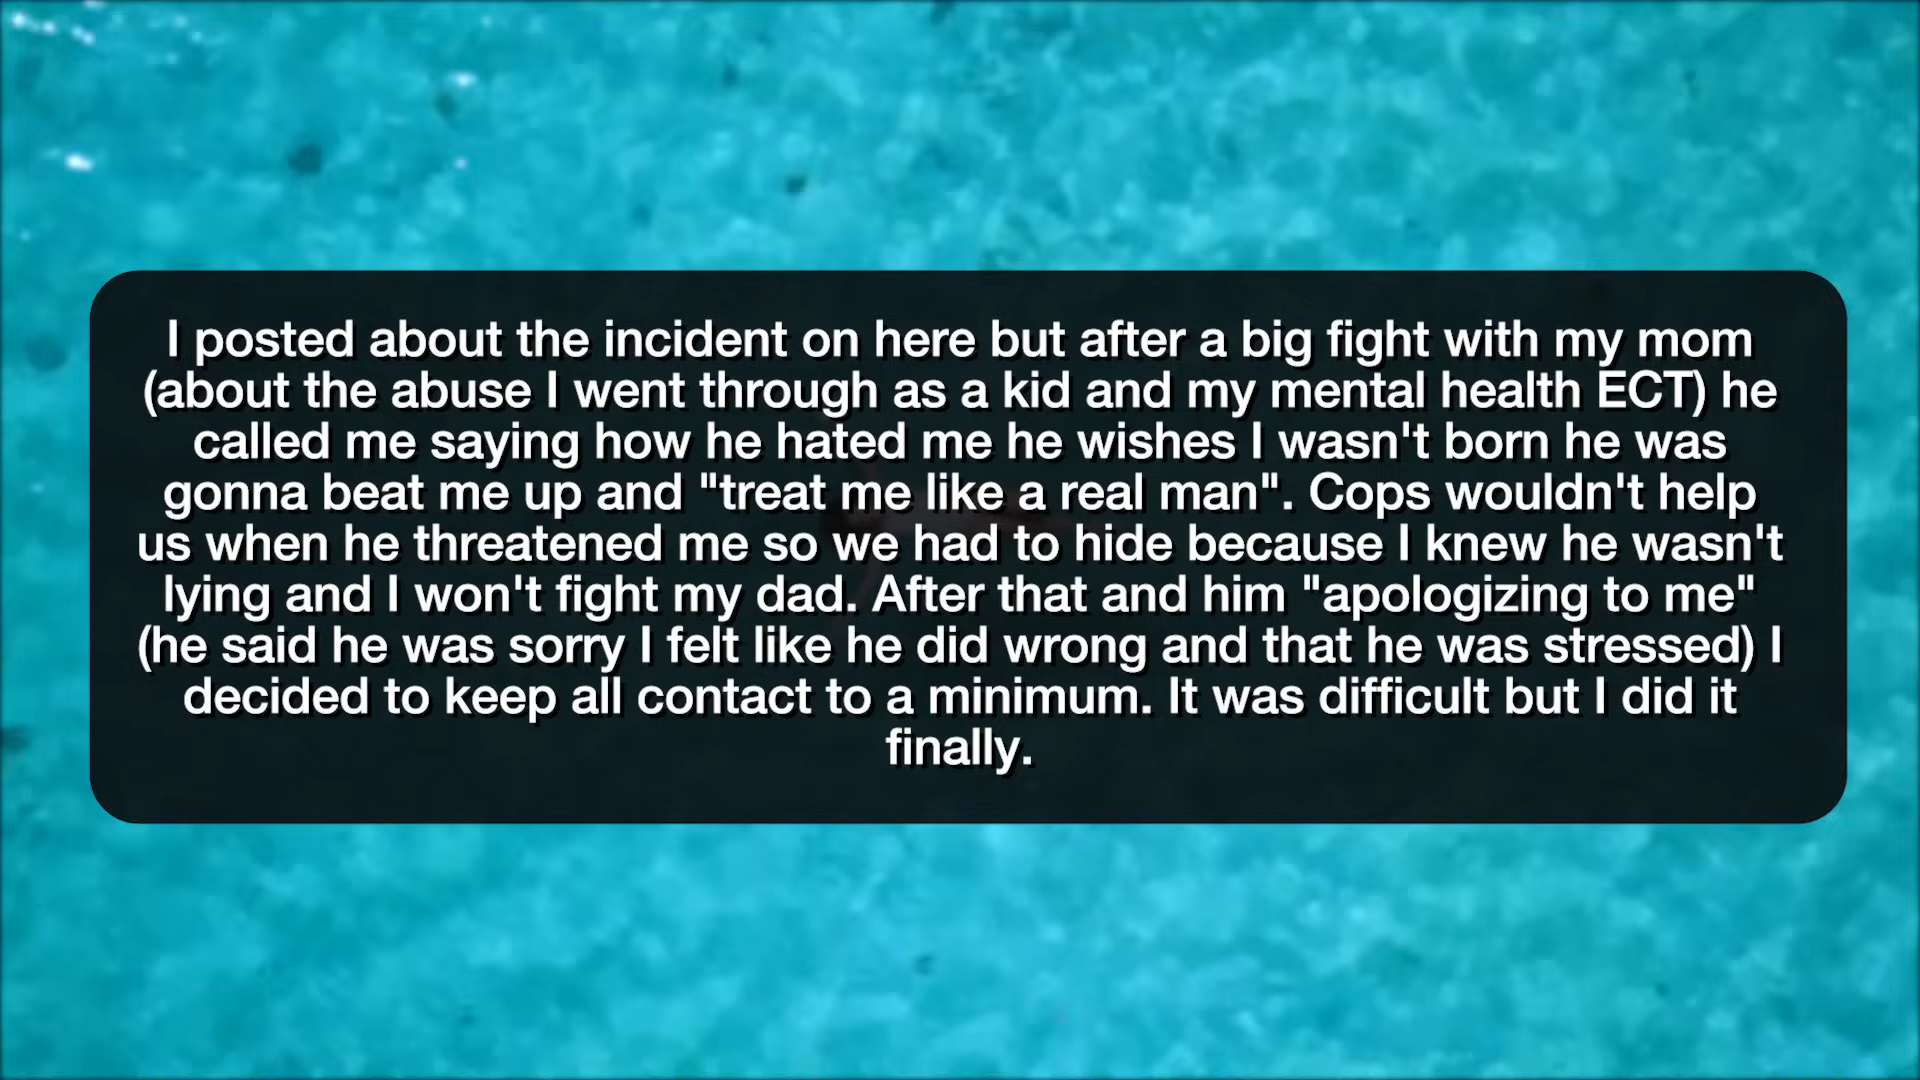 I posted about the incident on here but after a big fight with my mom
(about the abuse I went through as a kid and my mental health ECT) he
called me saying how he hated me he wishes I wasn't born he was
gonna beat me up and "treat me like a real man". Cops wouldn't help
us when he threatened me so we had to hide because I knew he wasn't
lying and I won't fight my dad. After that and him "apologizing to me"
(he said he was sorry I felt like he did wrong and that he was stressed) I
decided to keep all contact to a minimum. It was difficult but I did it
finally.